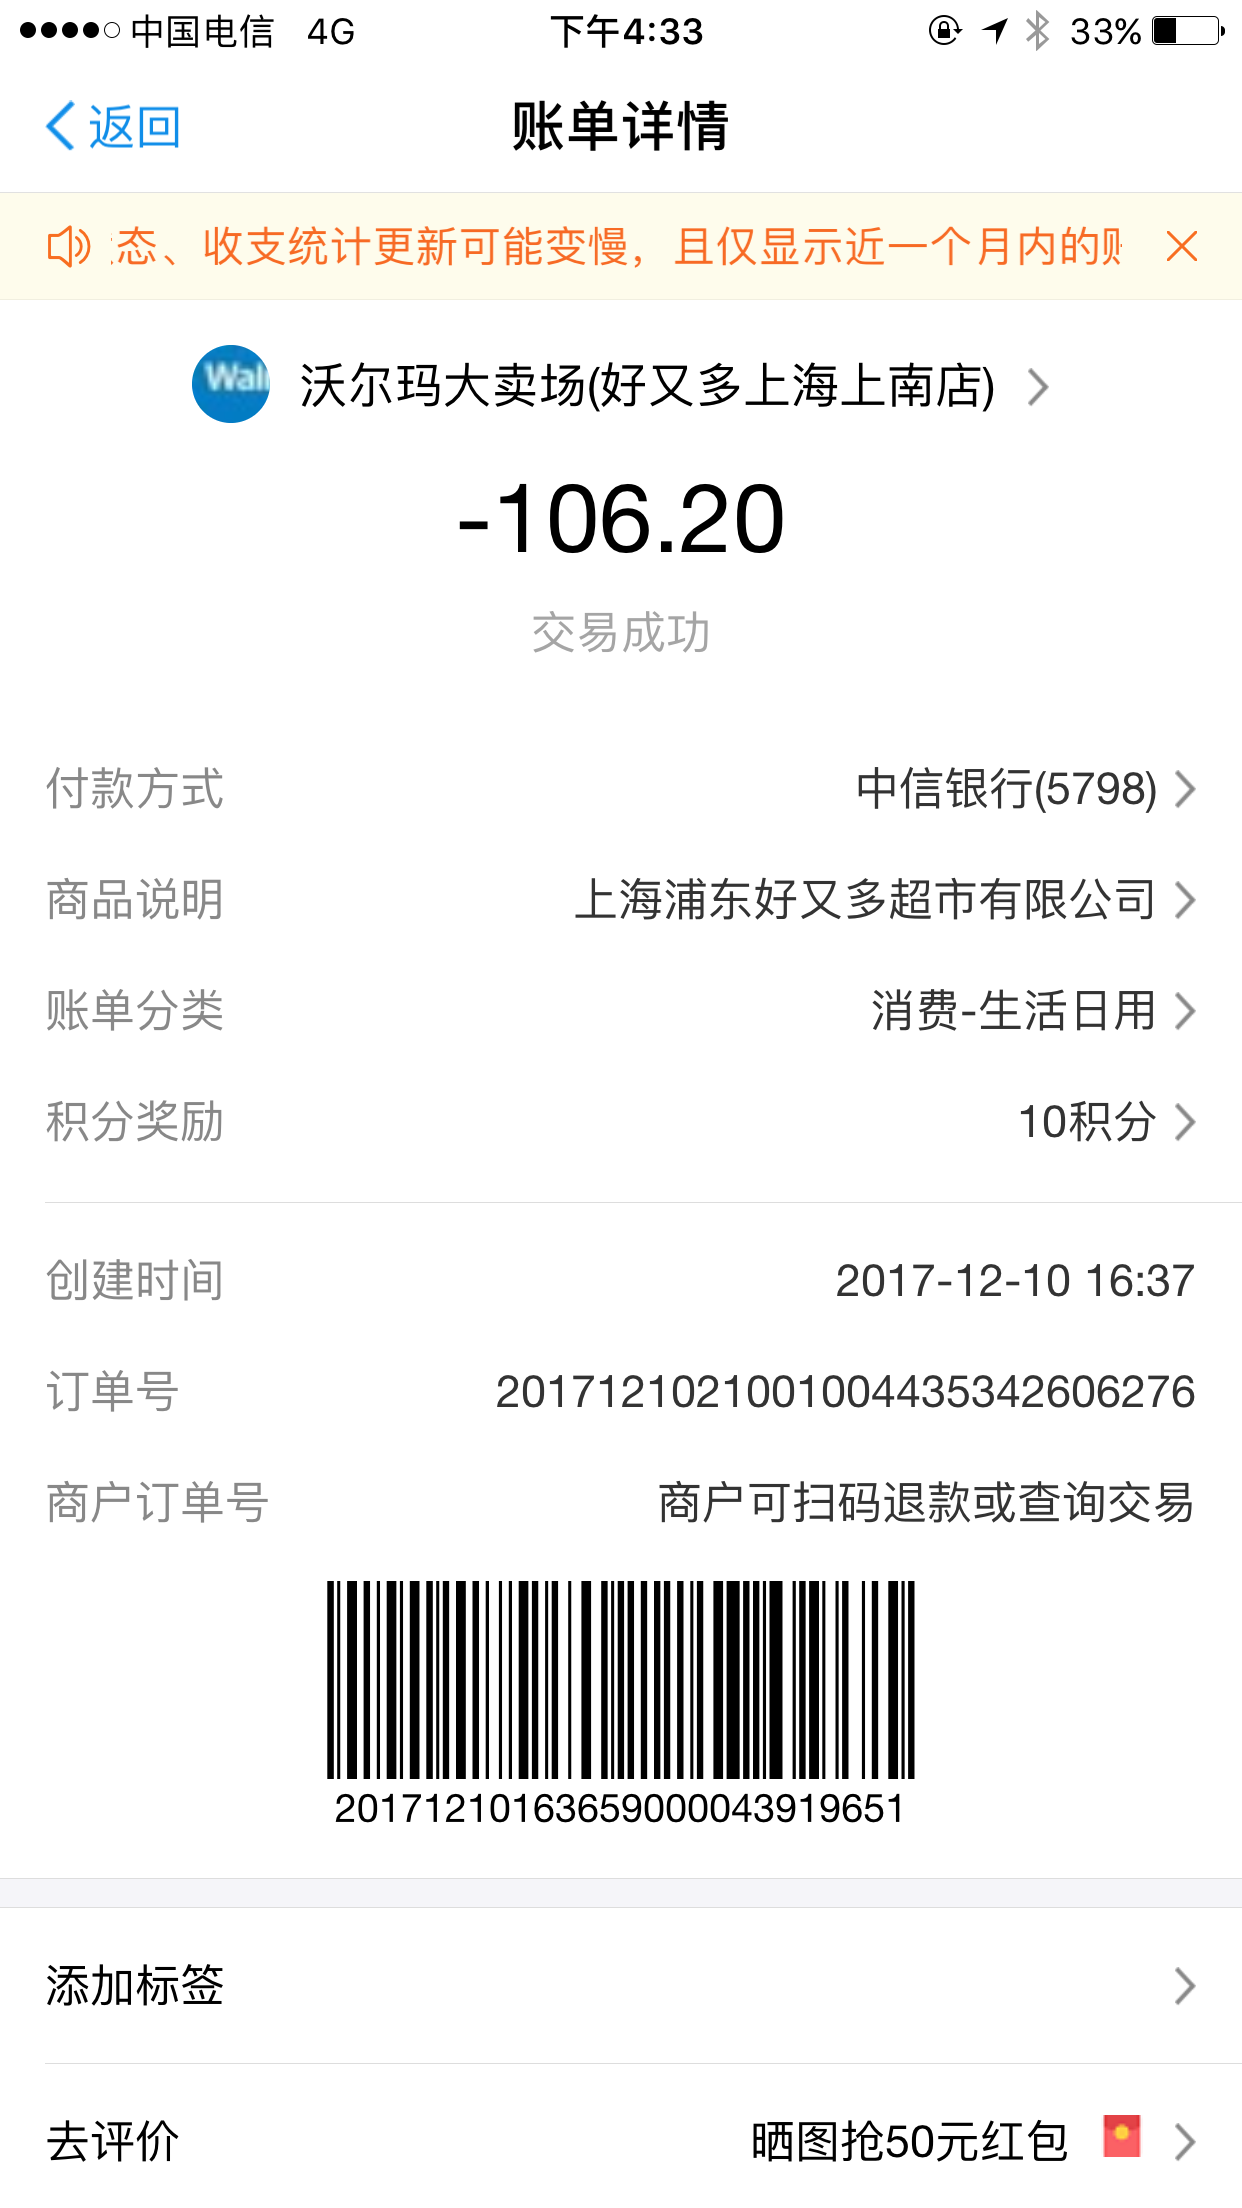 中国电信 4G 下午4:33 33%
返回 账单详情
态、收支统计更新可能变慢，且仅显示近一个月内的
Wal
沃尔玛大卖场(好又多上海上南店)
-106.20
交易成功
付款方式 中信银行(5798)
商品说明 上海浦东好又多超市有限公司
账单分类 消费-生活日用
积分奖励 10积分
创建时间 2017-12-10 16:37
订单号 2017121021001004435342606276
商户订单号 商户可扫码退款或查询交易
20171210163659000043919651
添加标签
去评价 晒图抢50元红包